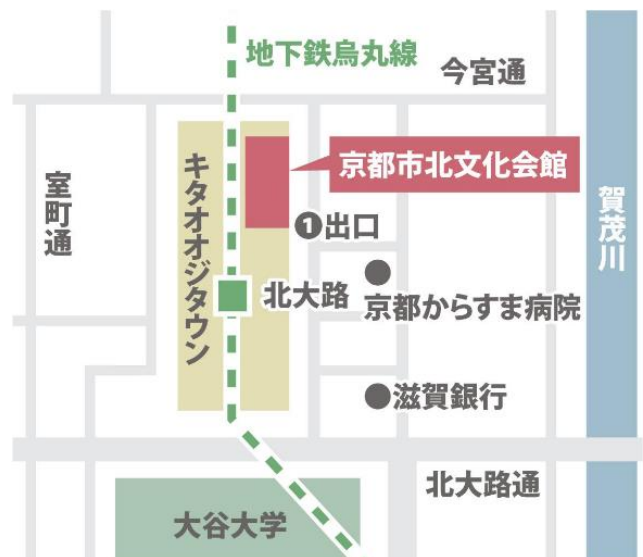 地下鉄烏丸線
今宮通
京都市北文化会館
キタオオジタウン
室町通
賀茂川
❶出口
北大路
京都からすま病院
滋賀銀行
北大路通
大谷大学